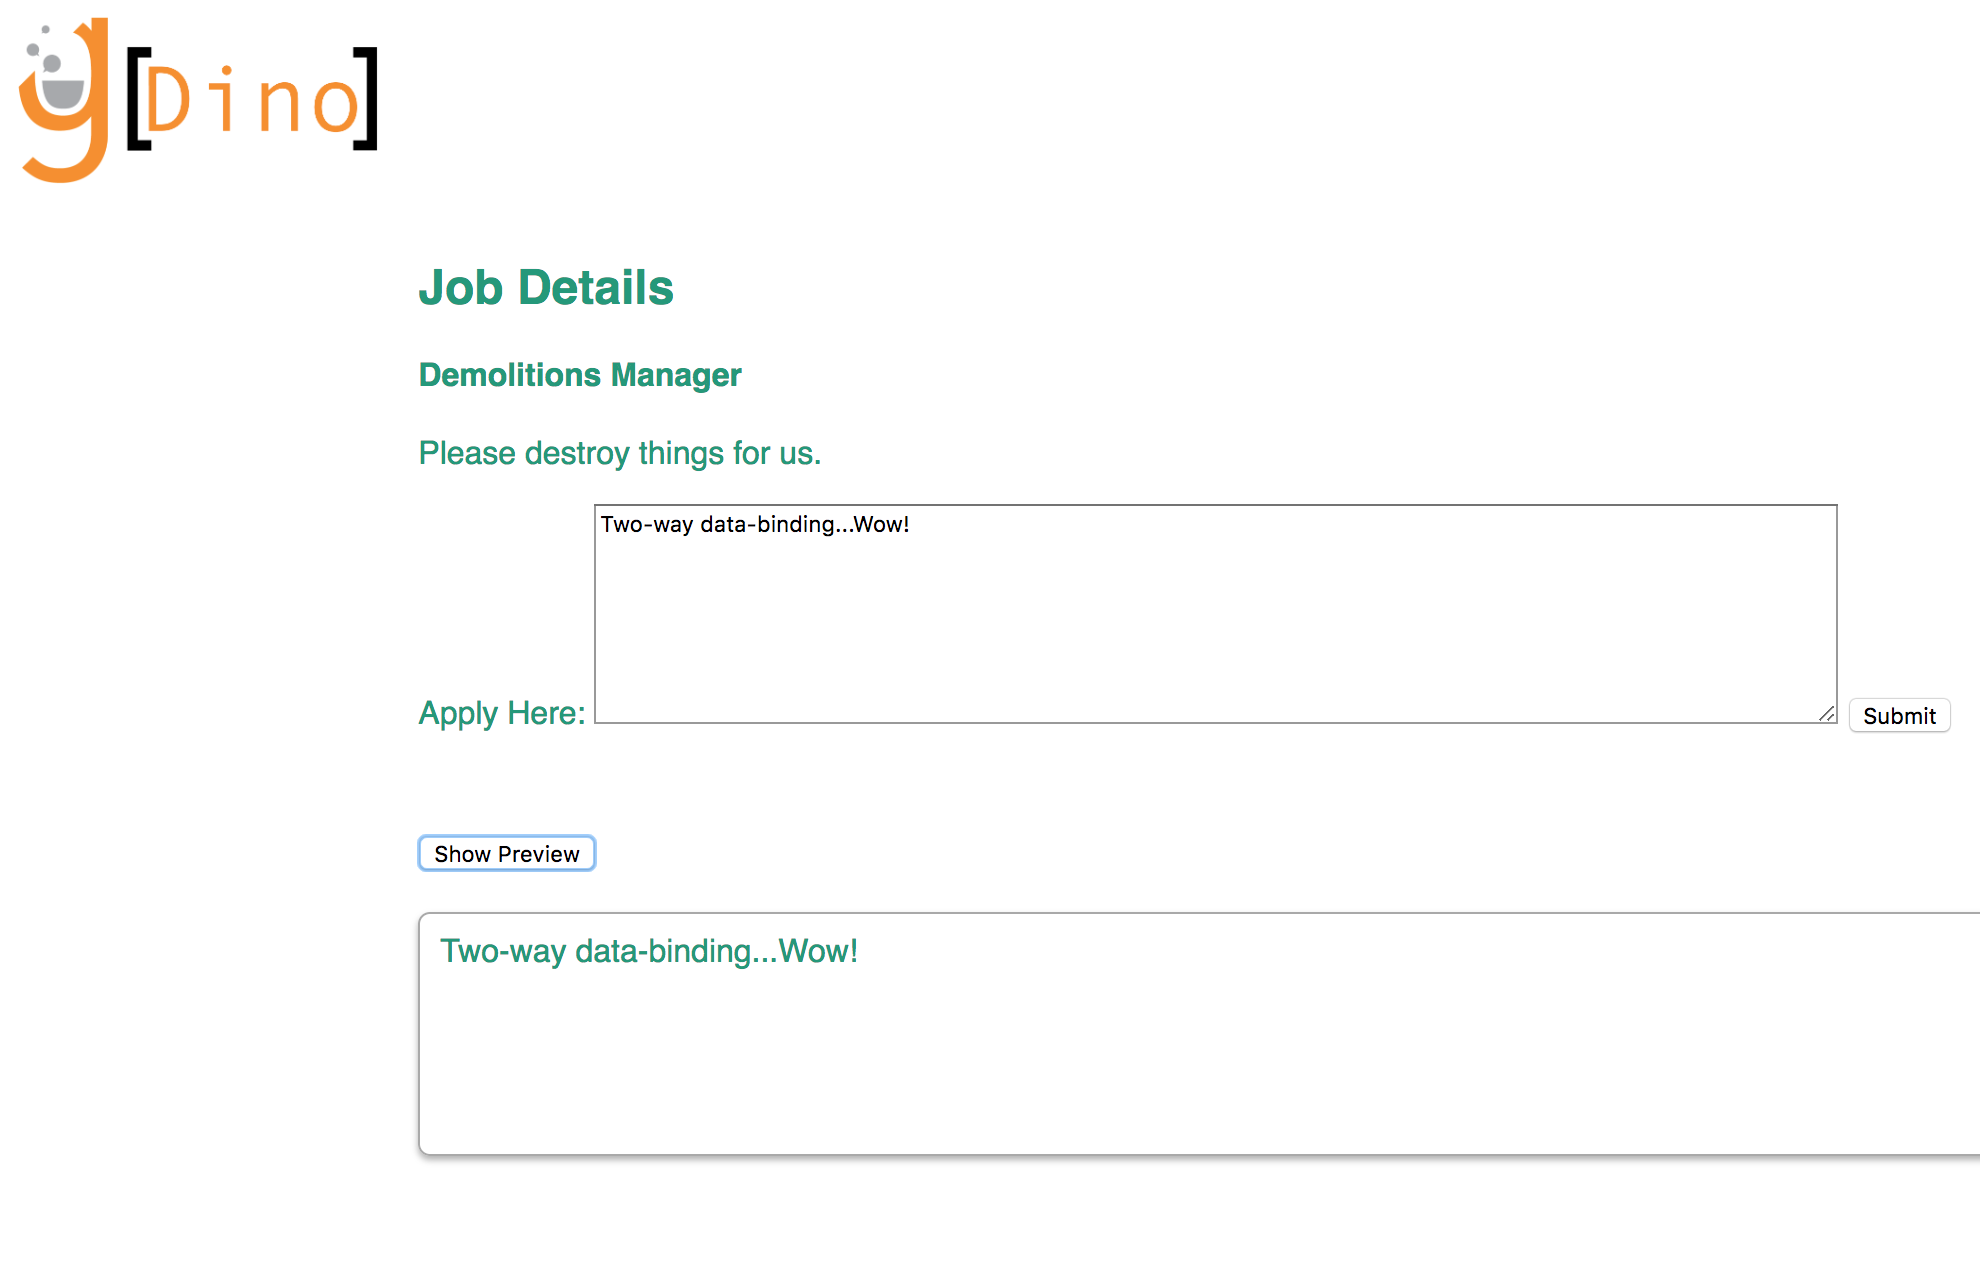 g[Dino]
Job Details
Demolitions Manager
Please destroy things for us.
Two-way data-binding...Wow!
Apply Here:
Submit
Show Preview
Two-way data-binding...Wow!